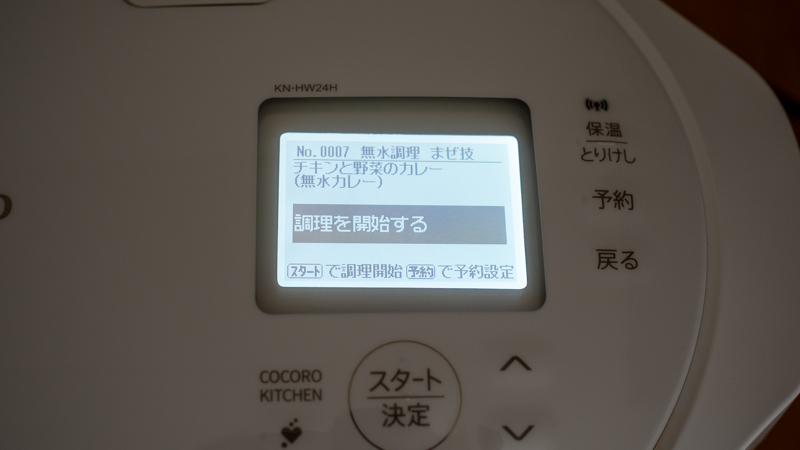 KN-HW24H
No.0007 無水調理 まぜ技
チキンと野菜のカレー
(無水カレー)
調理を開始する
スタート で調理開始 予約 で予約設定
保温
とりけし
予約
戻る
COCORO
KITCHEN
スタート
決定